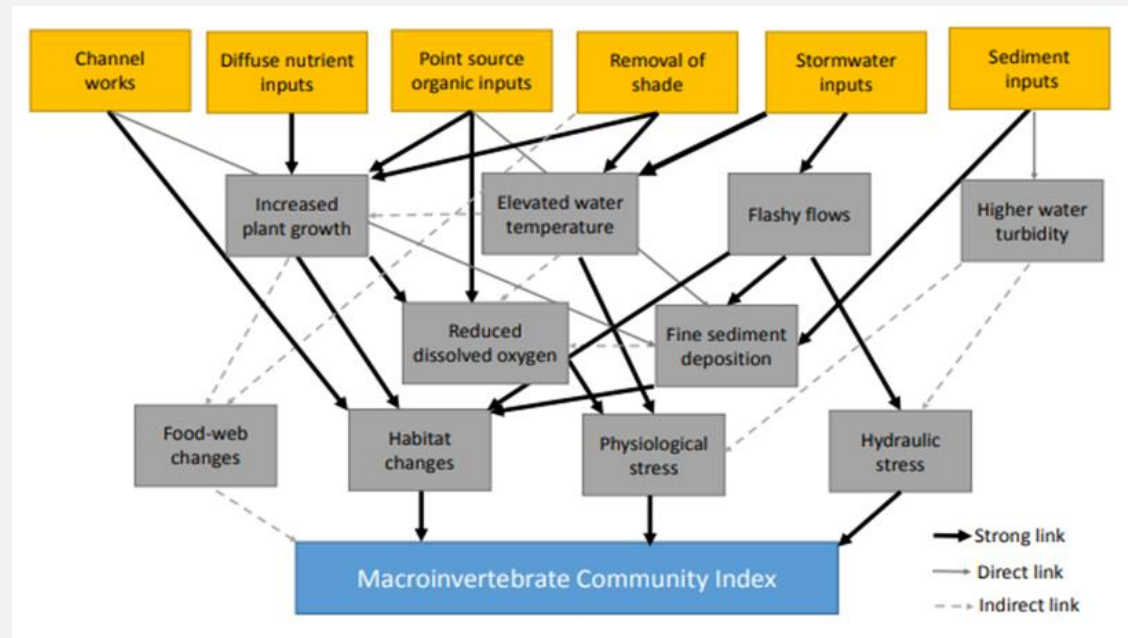 Channel
works
Diffuse nutrient
inputs
Point source
organic inputs
Removal of
shade
Stormwater
inputs
Sediment
inputs
Increased
plant growth
Elevated water
temperature
Flashy flows
Higher water
turbidity
Reduced
dissolved oxygen
Fine sediment
deposition
Food-web
changes
Habitat
changes
Physiological
stress
Hydraulic
stress
Macroinvertebrate Community Index
Strong link
Direct link
Indirect link